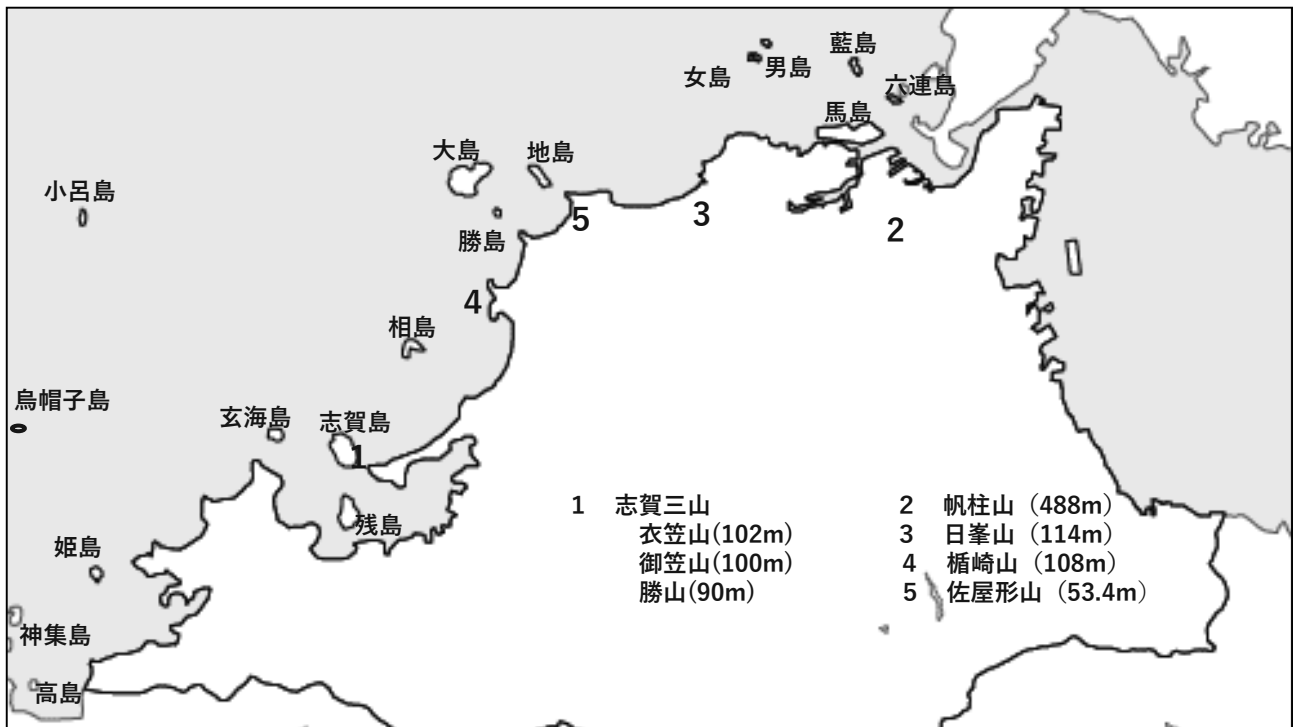 藍島
女島
男島
六連島
馬島
大島
地島
小呂島
5
3
2
勝島
4
相島
烏帽子島
玄海島
志賀島
1
残島
姫島
神集島
高島
1 志賀三山
衣笠山(102m)
御笠山(100m)
勝山(90m)
2 帆柱山（488m）
3 日峯山（114m）
4 楯崎山（108m）
5 佐屋形山（53.4m）